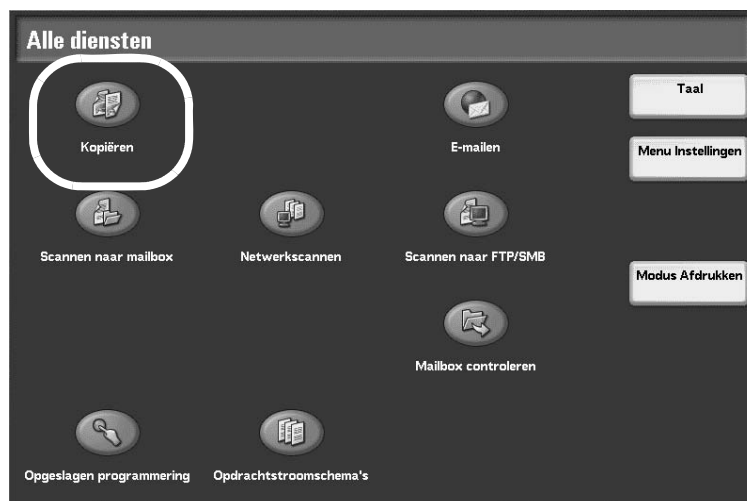 Alle diensten
Kopiëren
E-mailen
Taal
Menu Instellingen
Scannen naar mailbox
Netwerkscannen
Scannen naar FTP/SMB
Modus Afdrukken
Mailbox controleren
Opgeslagen programmering
Opdrachtstroomschema's